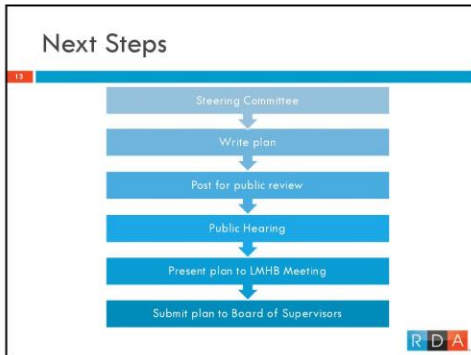 Next Steps
13
Steering Committee
Write plan
Post for public review
Public Hearing
Present plan to LMHB Meeting
Submit plan to Board of Supervisors
RDA